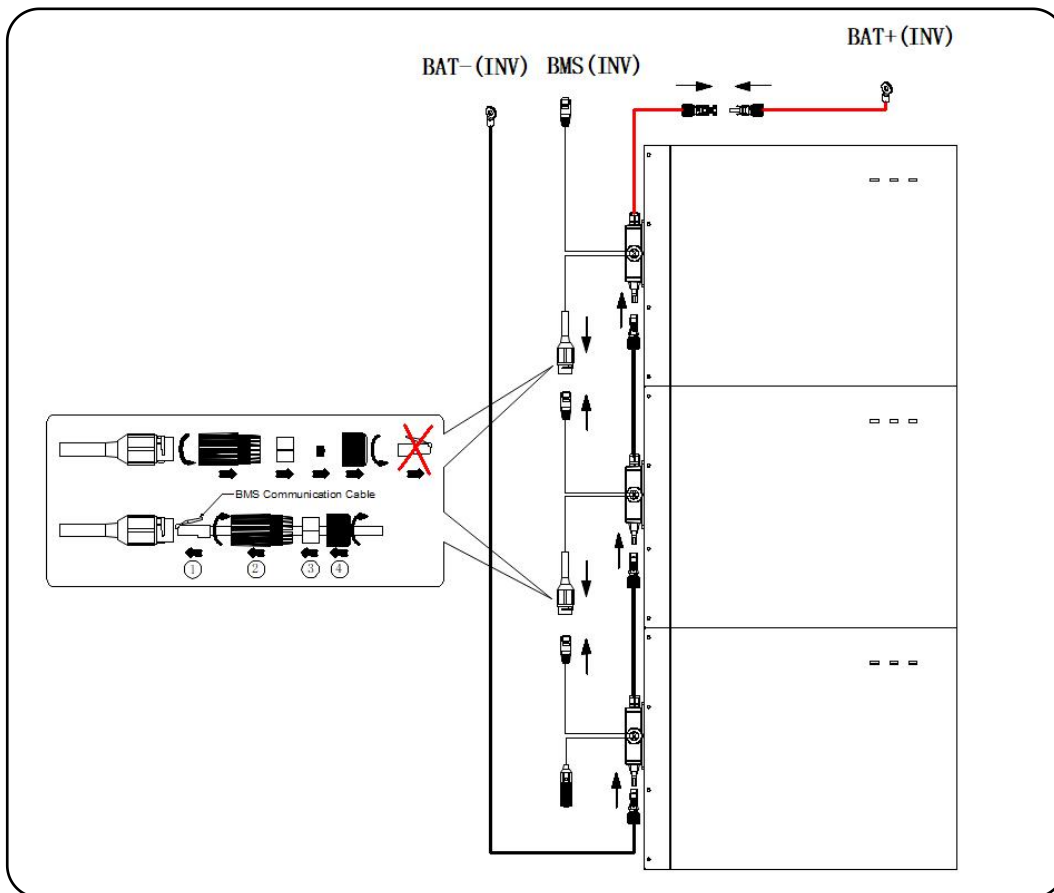 BAT+(INV)
BAT-(INV) BMS(INV)
BMS Communication Cable
① ② ③ ④